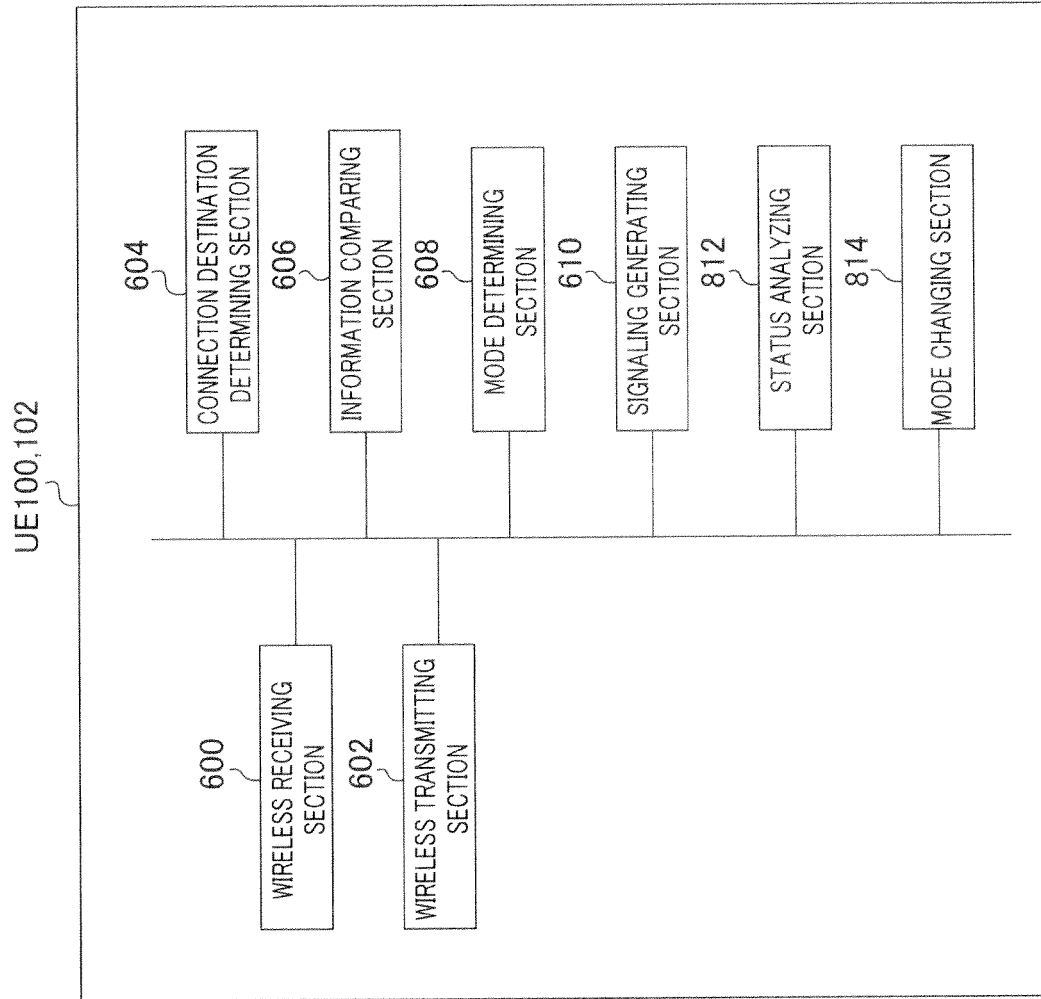 UE100,102
600
WIRELESS RECEIVING
SECTION
602
WIRELESS TRANSMITTING
SECTION
604
CONNECTION DESTINATION
DETERMINING SECTION
606
INFORMATION COMPARING
SECTION
608
MODE DETERMINING
SECTION
610
SIGNALING GENERATING
SECTION
812
STATUS ANALYZING
SECTION
814
MODE CHANGING SECTION